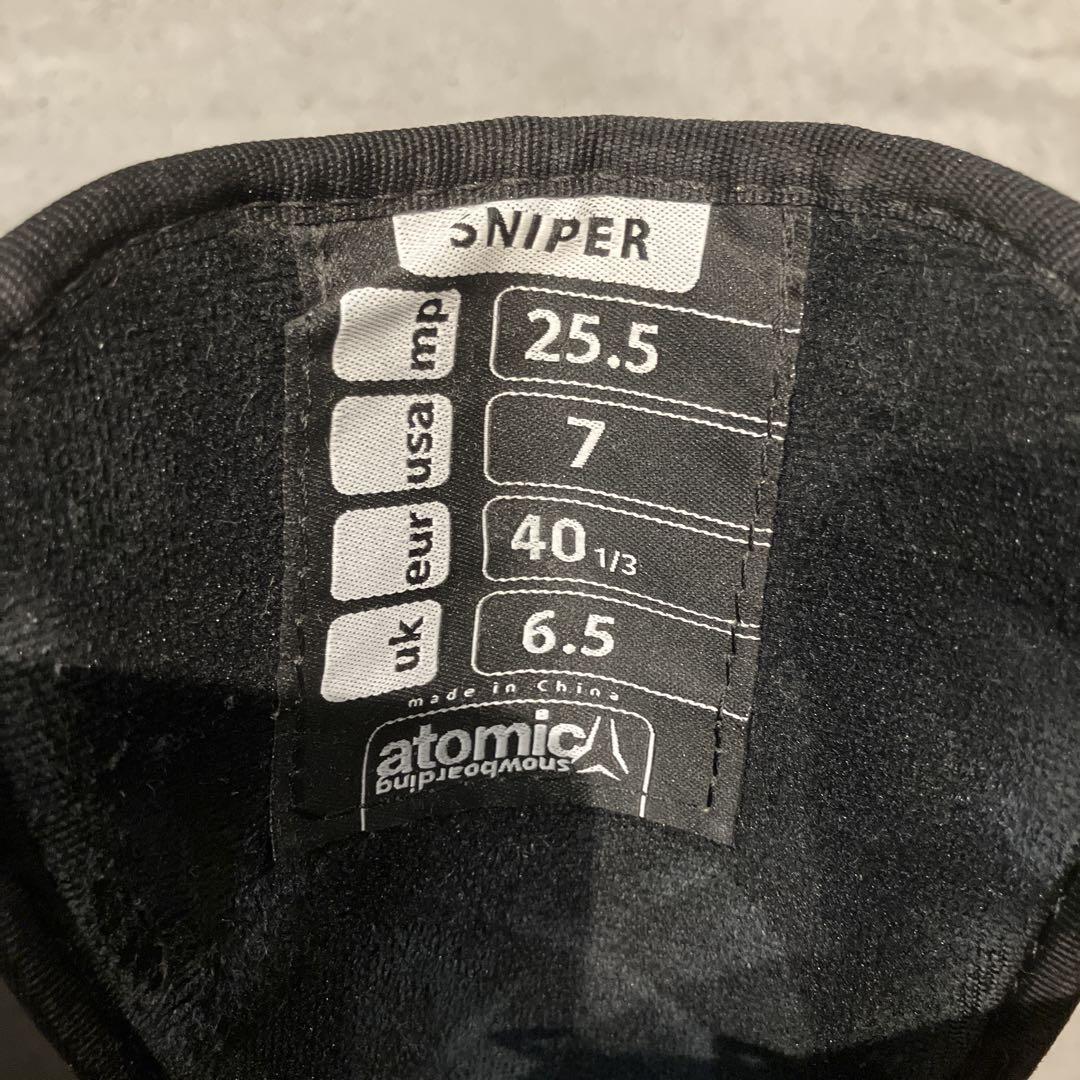 SNIPER
mp 25.5
usa 7
eur 40 1/3
uk 6.5
made in China
atomic
snowboarding